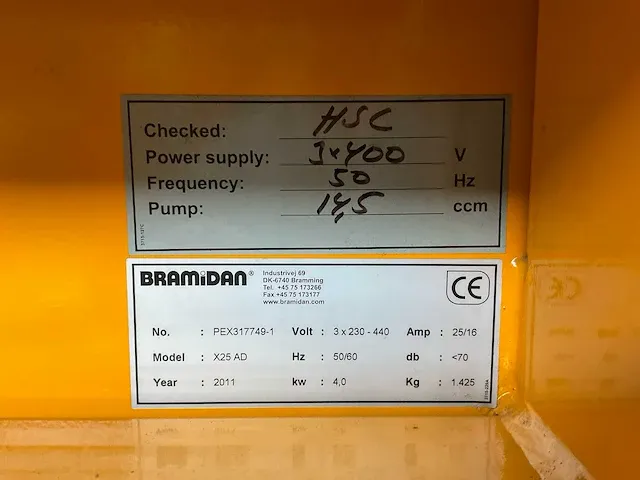 Checked: HSC
Power supply: 3x400 V
Frequency: 50 Hz
Pump: 14,5 ccm
BRAMiDAN®
Industrivej 69
DK-6740 Bramming
Tel. +45 75 173266
Fax +45 75 173177
www.bramidan.com
CE
No. : PEX317749-1 Volt : 3 x 230 - 440 Amp : 25/16
Model : X25 AD Hz : 50/60 db : <70
Year : 2011 kw : 4,0 Kg : 1.425